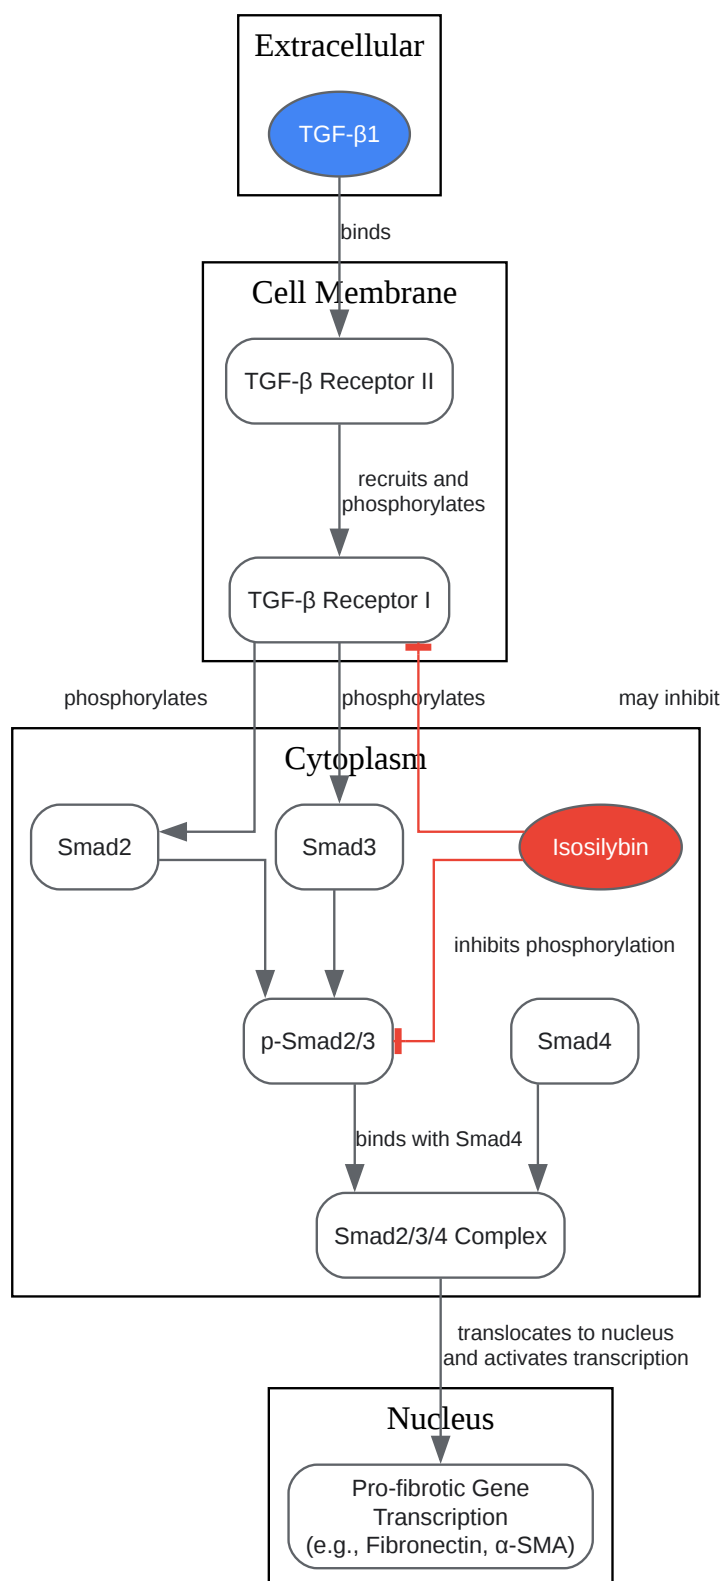 Extracellular
TGF-β1
binds
Cell Membrane
TGF-β Receptor II
recruits and
phosphorylates
TGF-β Receptor I
phosphorylates
phosphorylates
may inhibit
Cytoplasm
Smad2
Smad3
Isosilybin
inhibits phosphorylation
p-Smad2/3
Smad4
binds with Smad4
Smad2/3/4 Complex
translocates to nucleus
and activates transcription
Nucleus
Pro-fibrotic Gene
Transcription
(e.g., Fibronectin, α-SMA)